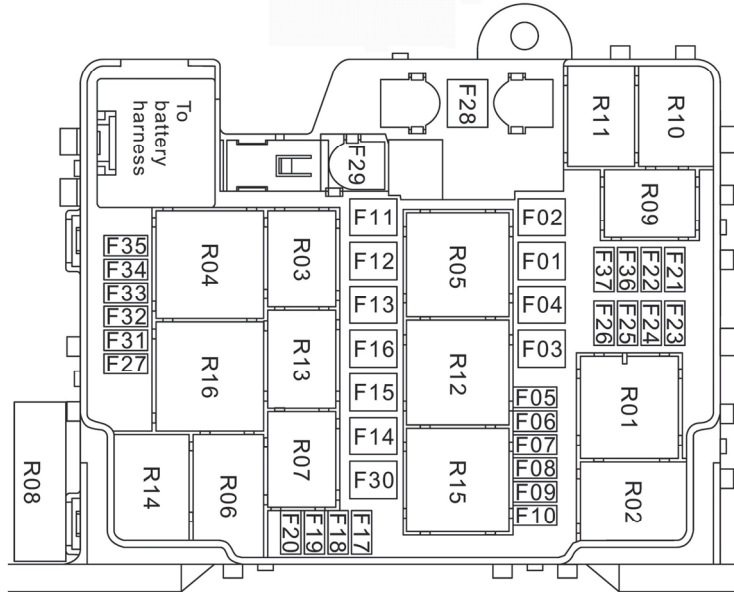 To
battery
harness
F28
F29
R11
R10
R09
F11
F12
F13
F16
F15
F14
F30
F02
F01
F04
F03
R04
R03
R05
F35
F34
F33
F32
F31
F27
F37
F36
F22
F21
F26
F25
F24
F23
R16
R13
R12
R01
F05
F06
F07
F08
F09
F10
R08
R14
R06
R07
R15
R02
F20
F19
F18
F17